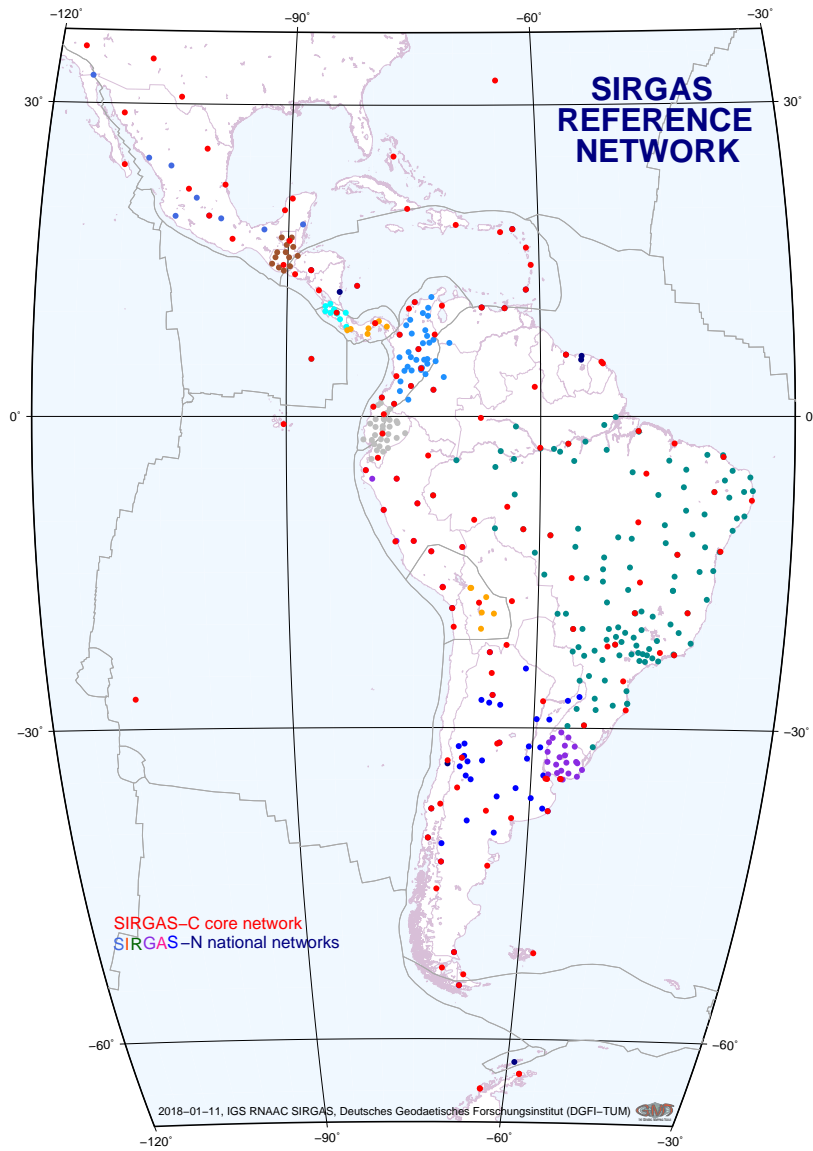 −120° −90° −60° −30°
SIRGAS
REFERENCE
NETWORK
30° 30°
0° 0
−30° −30°
SIRGAS−C core network
SIRGAS−N national networks
−60° −60°
2018−01−11, IGS RNAAC SIRGAS, Deutsches Geodaetisches Forschungsinstitut (DGFI−TUM)
−120° −90° −60° −30°